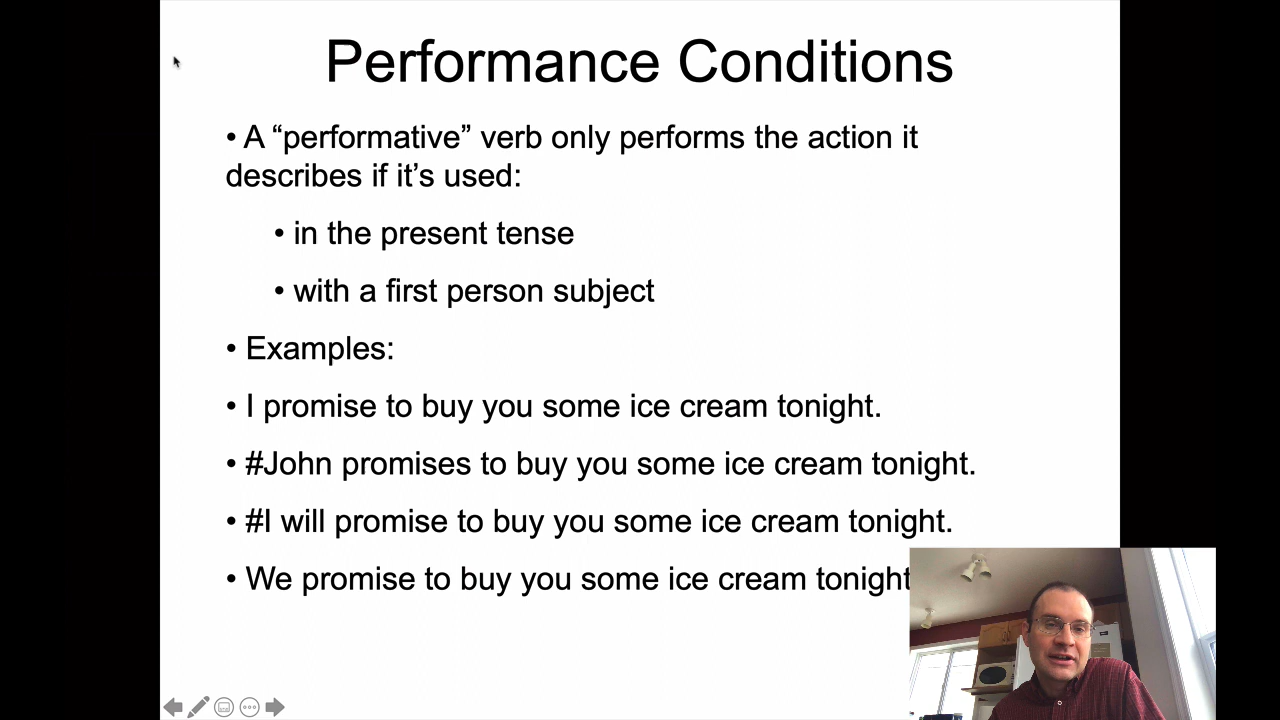 Performance Conditions
• A “performative” verb only performs the action it
describes if it’s used:
• in the present tense
• with a first person subject
• Examples:
• I promise to buy you some ice cream tonight.
• #John promises to buy you some ice cream tonight.
• #I will promise to buy you some ice cream tonight.
• We promise to buy you some ice cream tonight